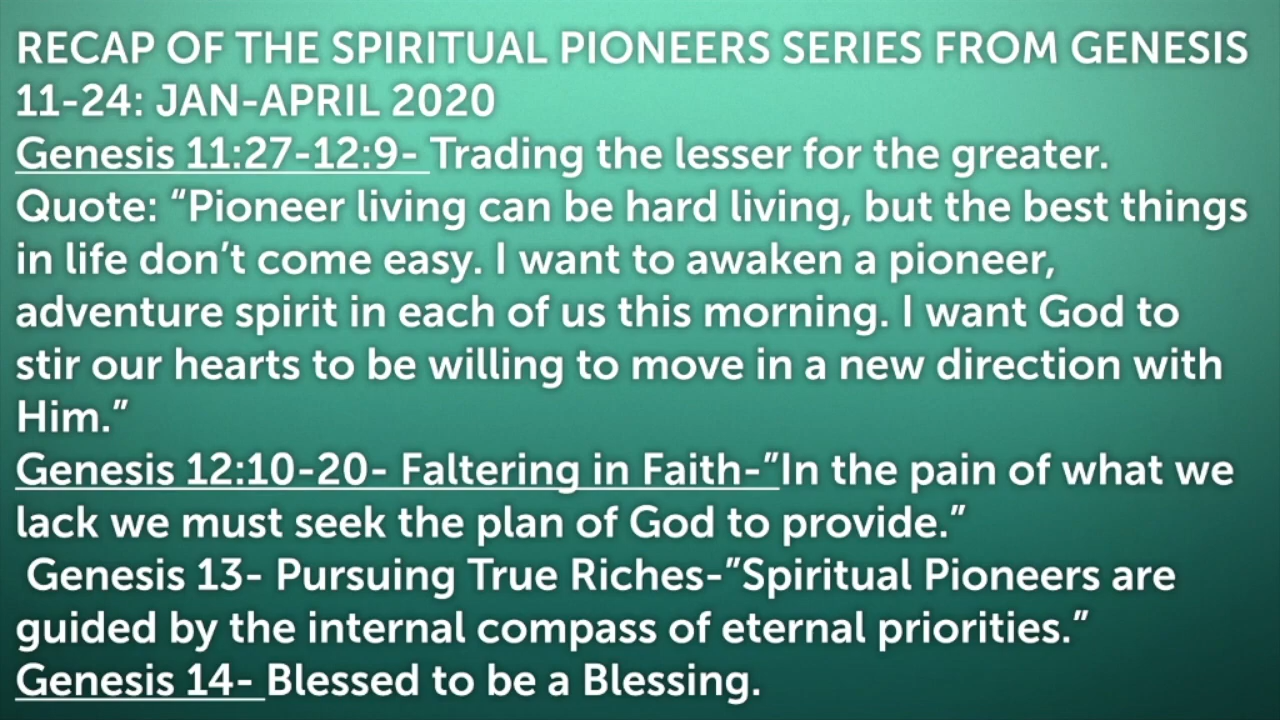 RECAP OF THE SPIRITUAL PIONEERS SERIES FROM GENESIS
11-24: JAN-APRIL 2020
Genesis 11:27-12:9- Trading the lesser for the greater.
Quote: “Pioneer living can be hard living, but the best things
in life don’t come easy. I want to awaken a pioneer,
adventure spirit in each of us this morning. I want God to
stir our hearts to be willing to move in a new direction with
Him.”
Genesis 12:10-20- Faltering in Faith-”In the pain of what we
lack we must seek the plan of God to provide.”
Genesis 13- Pursuing True Riches-”Spiritual Pioneers are
guided by the internal compass of eternal priorities.”
Genesis 14- Blessed to be a Blessing.